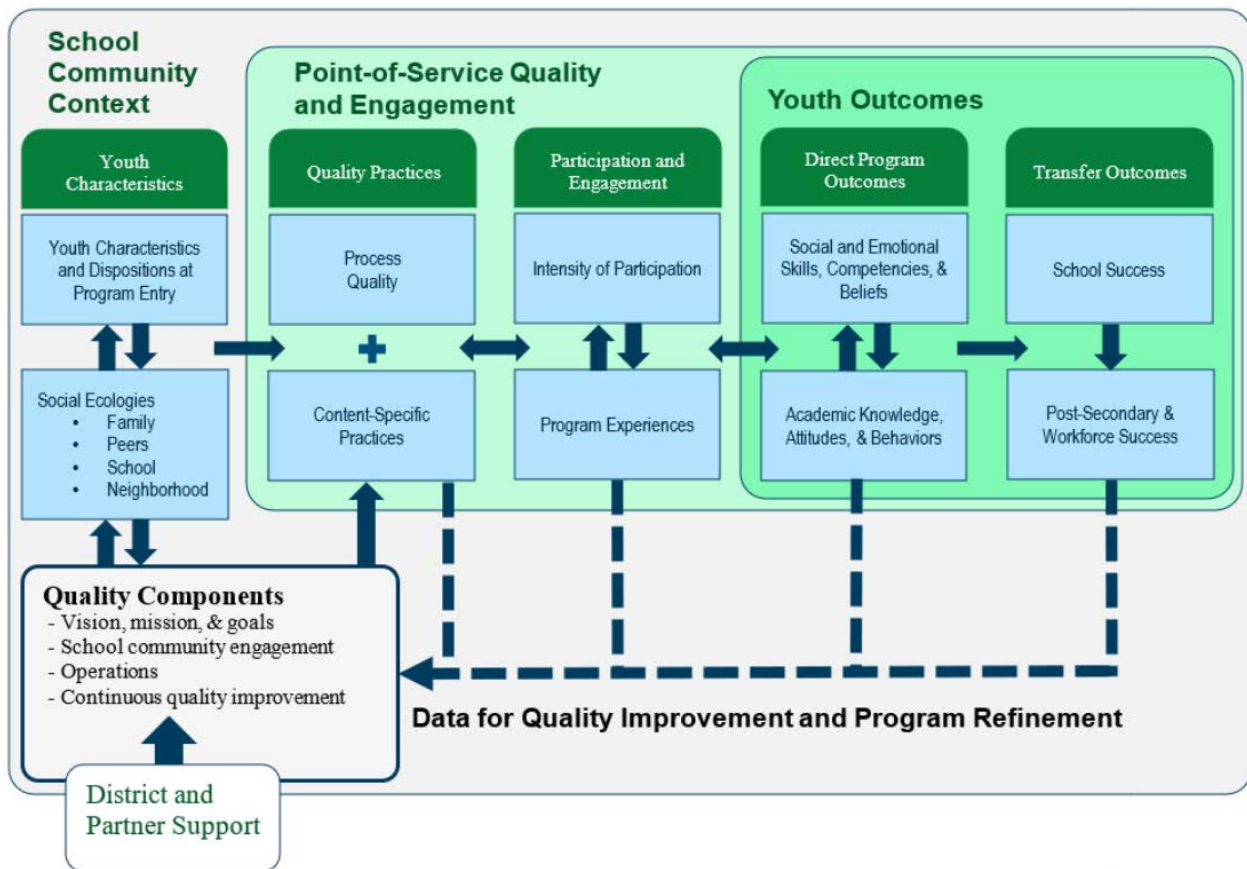 School
Community
Context
Point-of-Service Quality
and Engagement
Youth Outcomes
Youth
Characteristics
Quality Practices
Participation and
Engagement
Direct Program
Outcomes
Transfer Outcomes
Youth Characteristics
and Dispositions at
Program Entry
Process
Quality
Intensity of Participation
Social and Emotional
Skills, Competencies, &
Beliefs
School Success
Social Ecologies
• Family
• Peers
• School
• Neighborhood
Content-Specific
Practices
Program Experiences
Academic Knowledge,
Attitudes, & Behaviors
Post-Secondary &
Workforce Success
Quality Components
- Vision, mission, & goals
- School community engagement
- Operations
- Continuous quality improvement
Data for Quality Improvement and Program Refinement
District and
Partner Support